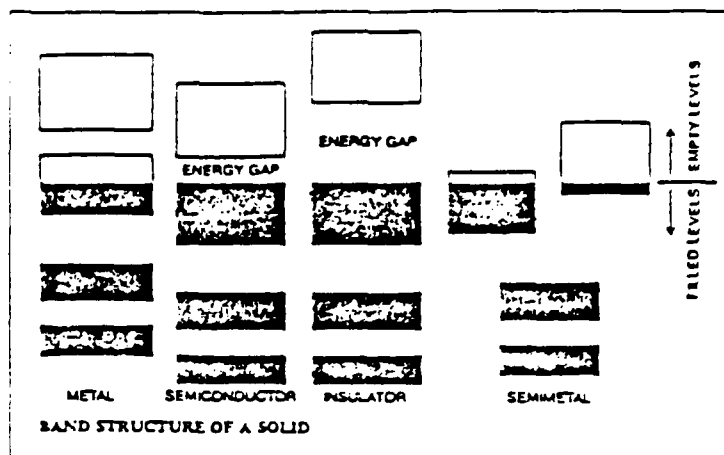 ENERGY GAP
ENERGY GAP
EMPTY LEVELS
FILLED LEVELS
METAL
SEMICONDUCTOR
INSULATOR
SEMIMETAL
BAND STRUCTURE OF A SOLID